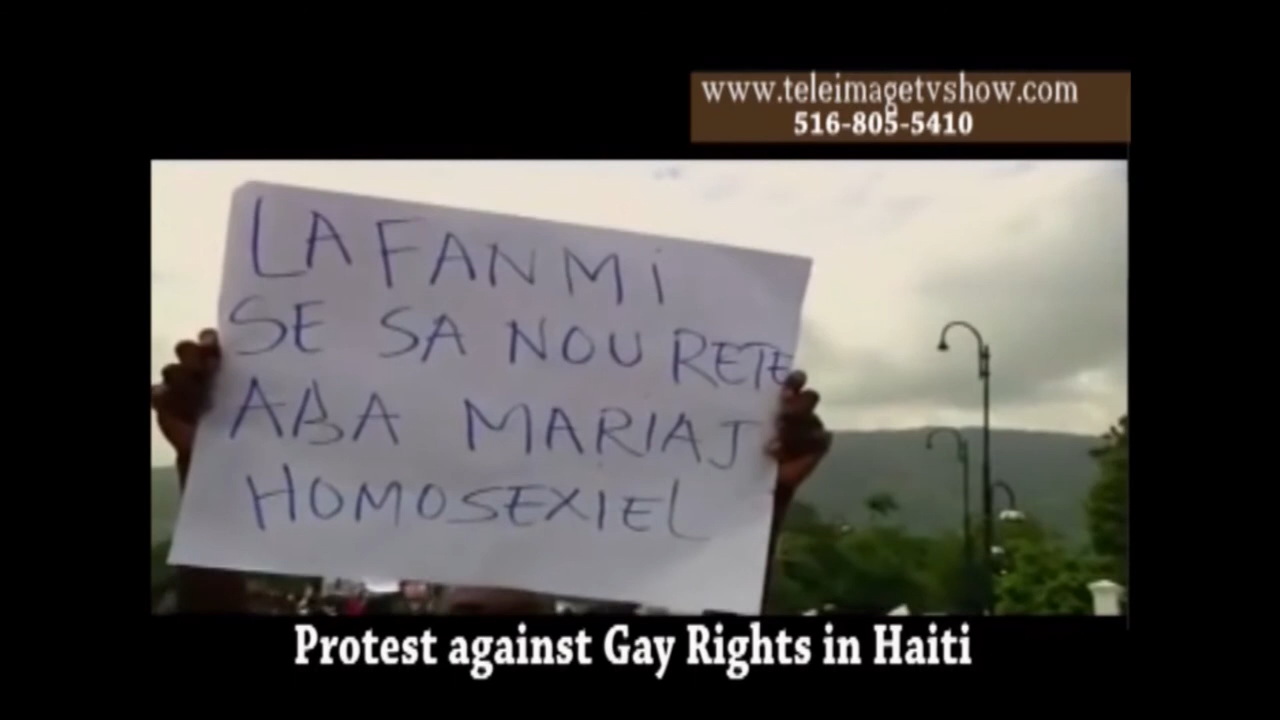 www.teleimagetvshow.com
516-805-5410
LAFANMi
SE SA NOU RETE
ABA MARIAJ
HOMOSEXIEL
Protest against Gay Rights in Haiti